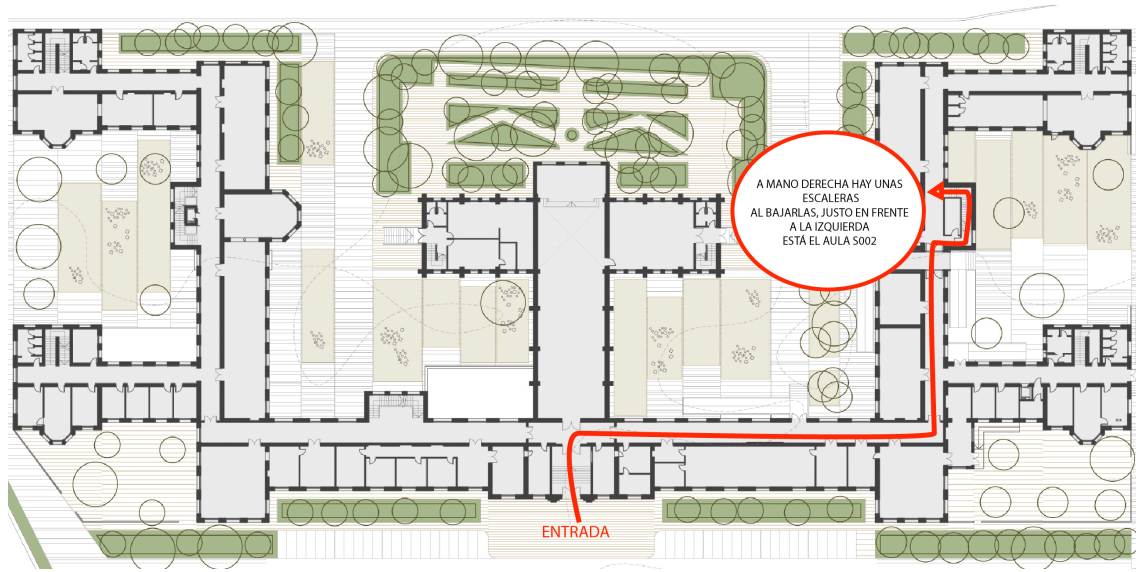 A MANO DERECHA HAY UNAS
ESCALERAS
AL BAJARLAS, JUSTO EN FRENTE
A LA IZQUIERDA
ESTÁ EL AULA S002
ENTRADA